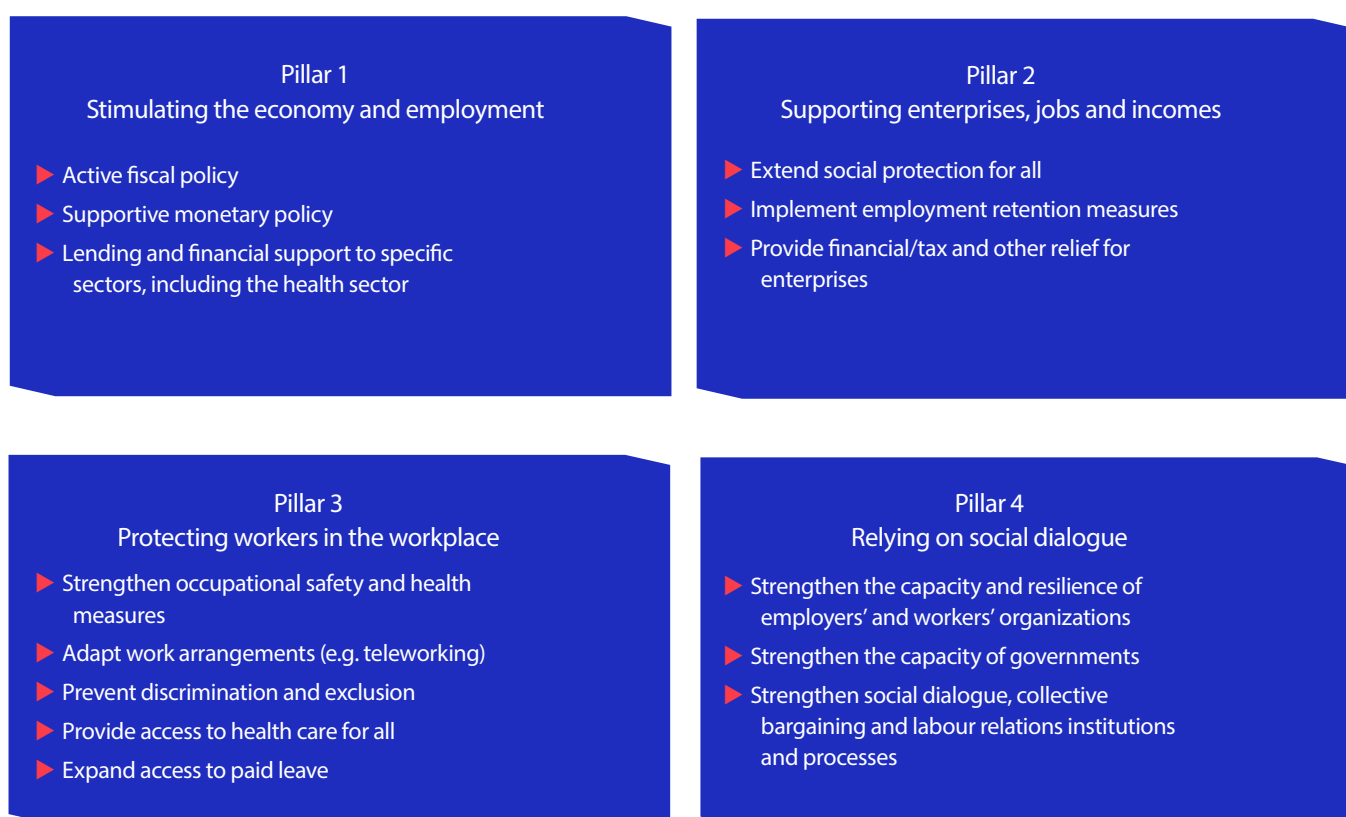 Pillar 1
Stimulating the economy and employment
▶ Active fiscal policy
▶ Supportive monetary policy
▶ Lending and financial support to specific
sectors, including the health sector
Pillar 2
Supporting enterprises, jobs and incomes
▶ Extend social protection for all
▶ Implement employment retention measures
▶ Provide financial/tax and other relief for
enterprises
Pillar 3
Protecting workers in the workplace
▶ Strengthen occupational safety and health
measures
▶ Adapt work arrangements (e.g. teleworking)
▶ Prevent discrimination and exclusion
▶ Provide access to health care for all
▶ Expand access to paid leave
Pillar 4
Relying on social dialogue
▶ Strengthen the capacity and resilience of
employers’ and workers’ organizations
▶ Strengthen the capacity of governments
▶ Strengthen social dialogue, collective
bargaining and labour relations institutions
and processes